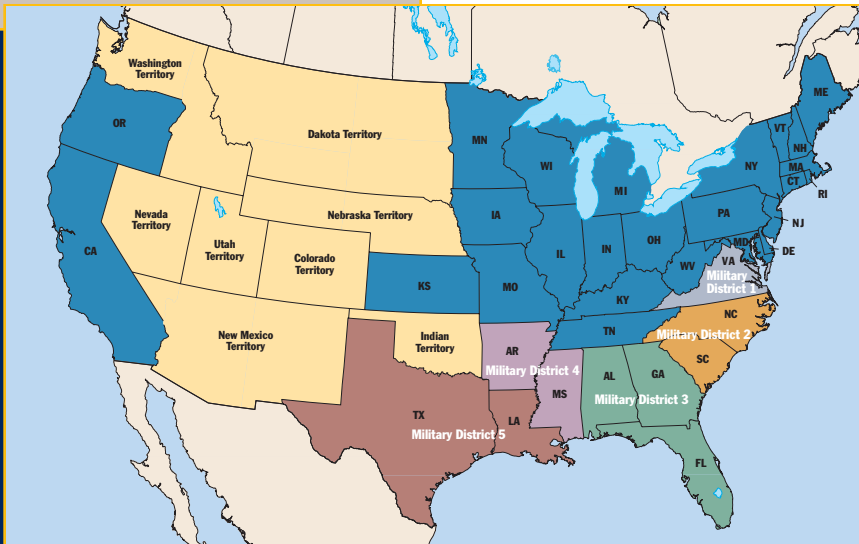 Washington
Territory
OR
Dakota Territory
MN
ME
VT
NH
WI
NY
MA
MI
CT
RI
Nevada
Territory
Nebraska Territory
IA
PA
NJ
Utah
Territory
Colorado
Territory
IL
IN
OH
MD
DE
CA
KS
MO
WV
VA
Military
District 1
KY
New Mexico
Territory
Indian
Territory
TN
NC
Military District 2
AR
Military District 4
SC
MS
AL
GA
Military District 3
TX
LA
Military District 5
FL